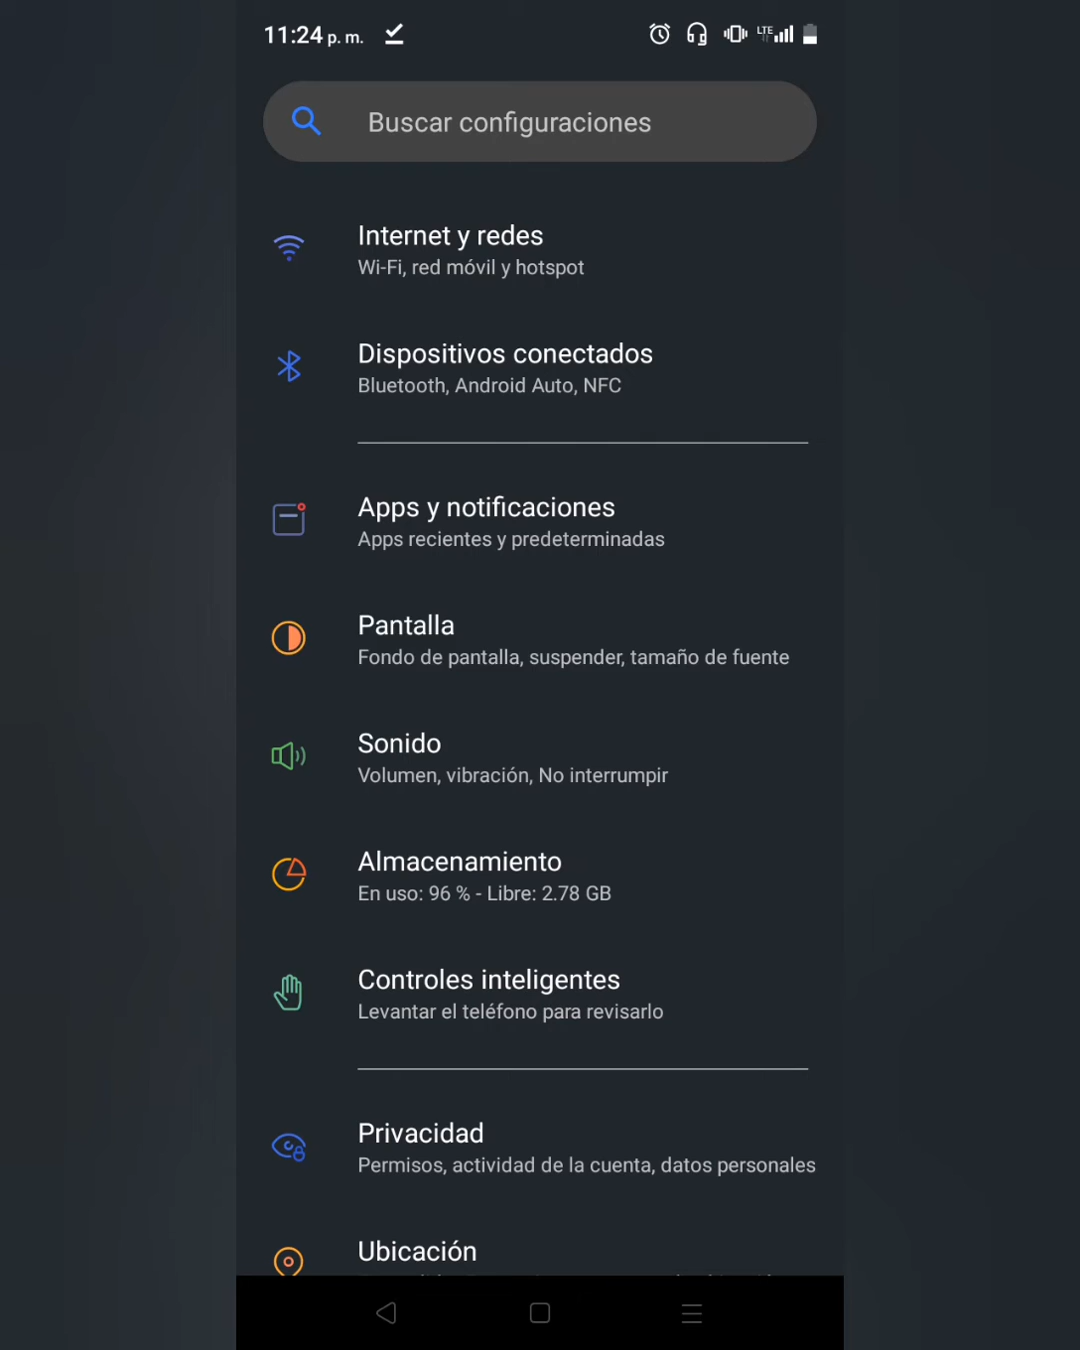 11:24 p. m.
LTE
Buscar configuraciones
Internet y redes
Wi-Fi, red móvil y hotspot
Dispositivos conectados
Bluetooth, Android Auto, NFC
Apps y notificaciones
Apps recientes y predeterminadas
Pantalla
Fondo de pantalla, suspender, tamaño de fuente
Sonido
Volumen, vibración, No interrumpir
Almacenamiento
En uso: 96 % - Libre: 2.78 GB
Controles inteligentes
Levantar el teléfono para revisarlo
Privacidad
Permisos, actividad de la cuenta, datos personales
Ubicación